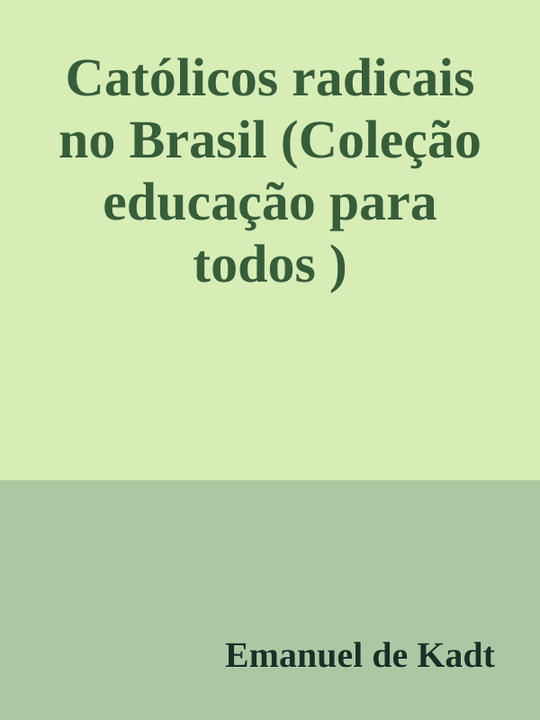 Católicos radicais
no Brasil (Coleção
educação para
todos )
Emanuel de Kadt